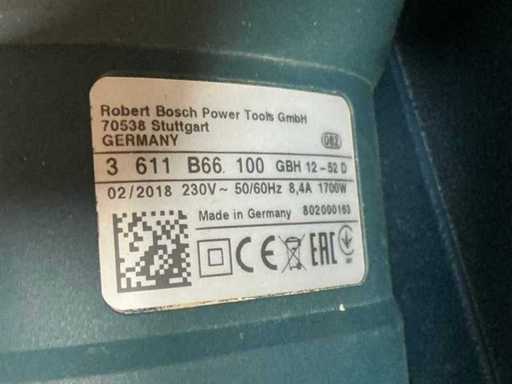 Robert Bosch Power Tools GmbH
70538 Stuttgart
GERMANY
3 611 B66 100 GBH 12-52 D
02/2018 230V~ 50/60Hz 8,4A 1700W
Made in Germany 802000163
CE EAC